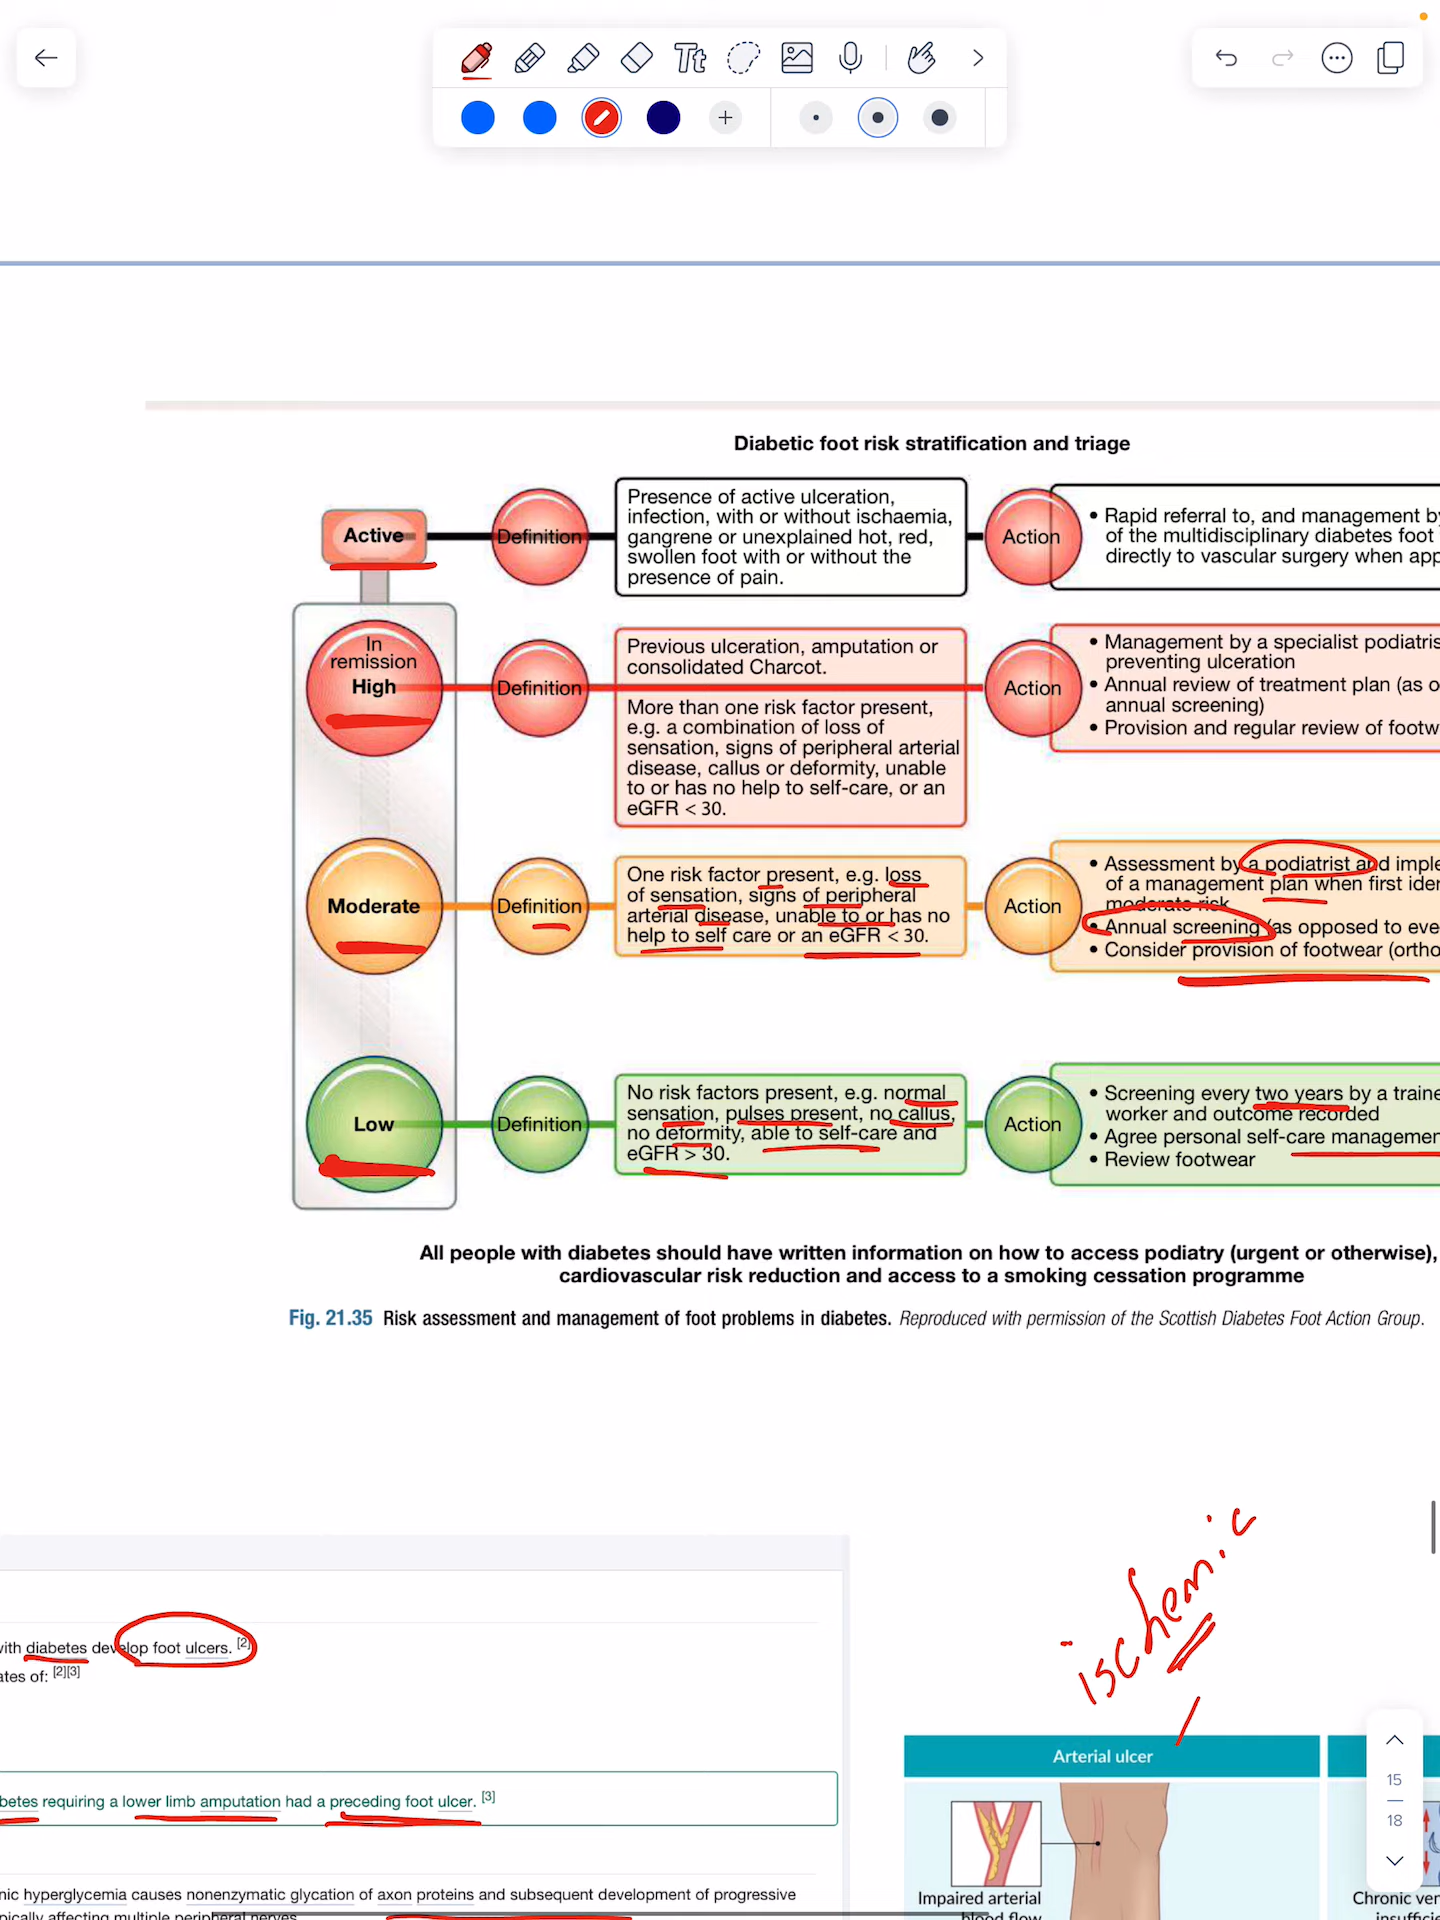 Tt
Diabetic foot risk stratification and triage
Active
Definition
Presence of active ulceration,
infection, with or without ischaemia,
gangrene or unexplained hot, red,
swollen foot with or without the
presence of pain.
Action
• Rapid referral to, and management by
of the multidisciplinary diabetes foot
directly to vascular surgery when app
In
remission
High
Definition
Previous ulceration, amputation or
consolidated Charcot.
More than one risk factor present,
e.g. a combination of loss of
sensation, signs of peripheral arterial
disease, callus or deformity, unable
to or has no help to self-care, or an
eGFR < 30.
Action
• Management by a specialist podiatris
preventing ulceration
• Annual review of treatment plan (as o
annual screening)
• Provision and regular review of footw
Moderate
Definition
One risk factor present, e.g. loss
of sensation, signs of peripheral
arterial disease, unable to or has no
help to self care or an eGFR < 30.
Action
• Assessment by a podiatrist and imple
of a management plan when first iden
moderate risk
• Annual screening (as opposed to eve
• Consider provision of footwear (ortho
Low
Definition
No risk factors present, e.g. normal
sensation, pulses present, no callus,
no deformity, able to self-care and
eGFR > 30.
Action
• Screening every two years by a traine
worker and outcome recorded
• Agree personal self-care managemen
• Review footwear
All people with diabetes should have written information on how to access podiatry (urgent or otherwise),
cardiovascular risk reduction and access to a smoking cessation programme
Fig. 21.35 Risk assessment and management of foot problems in diabetes. Reproduced with permission of the Scottish Diabetes Foot Action Group.
ischemic
with diabetes develop foot ulcers. [2]
ates of: [2][3]
betes requiring a lower limb amputation had a preceding foot ulcer. [3]
nic hyperglycemia causes nonenzymatic glycation of axon proteins and subsequent development of progressive
pically affecting multiple peripheral nerves
Arterial ulcer
Impaired arterial
blood flow
15
18
Chronic ven
insuffici